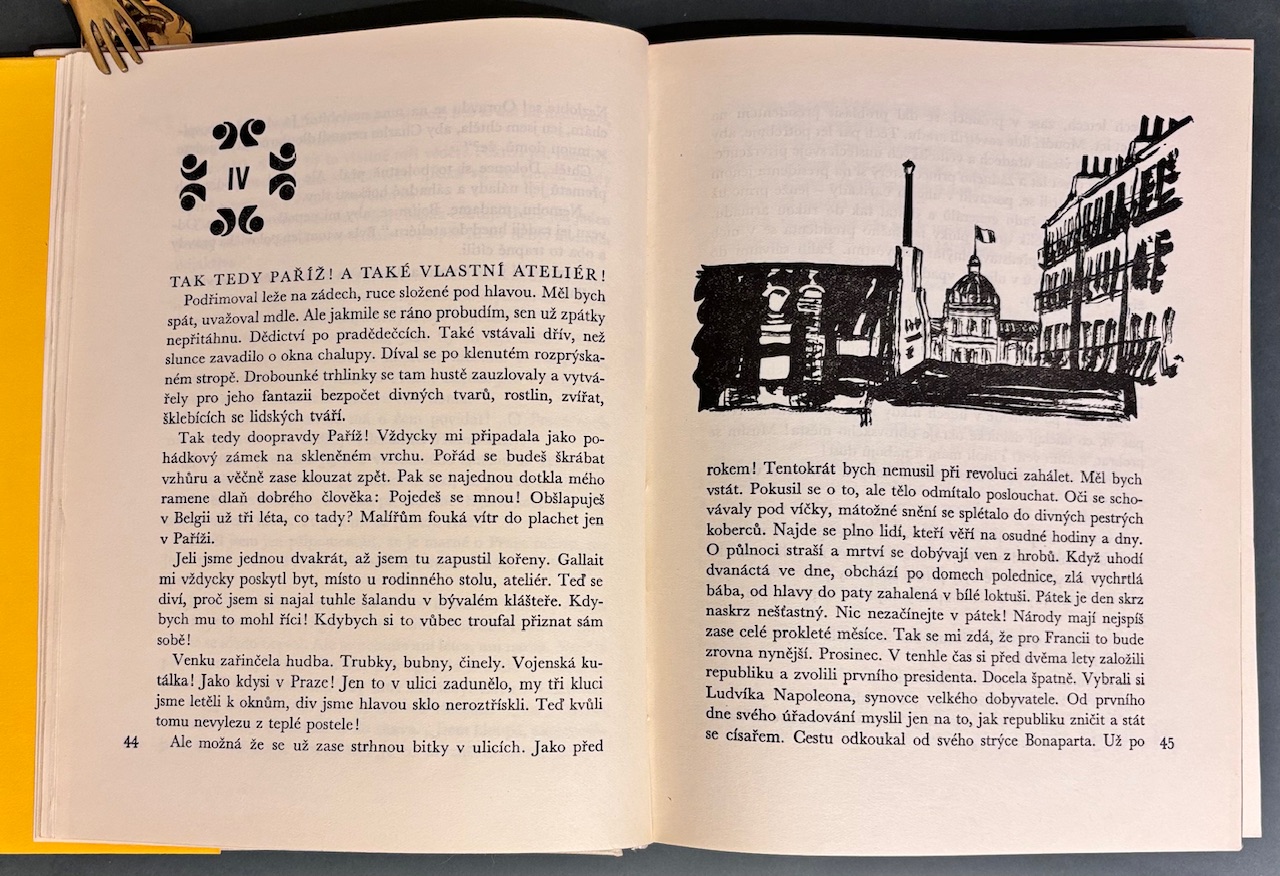 IV
TAK TEDY PAŘÍŽ! A TAKÉ VLASTNÍ ATELIÉR!
Podřimoval leže na zádech, ruce složené pod hlavou. Měl bych
spát, uvažoval mdle. Ale jakmile se ráno probudím, sen už zpátky
nepřitáhnu. Dědictví po pradědečcích. Také vstávali dřív, než
slunce zavadilo o okna chalupy. Díval se po klenutém rozprýska-
ném stropě. Drobounké trhlinky se tam hustě zauzlovaly a vytvá-
řely pro jeho fantazii bezpočet divných tvarů, rostlin, zvířat,
šklebících se lidských tváří.
Tak tedy doopravdy Paříž! Vždycky mi připadala jako po-
hádkový zámek na skleněném vrchu. Pořád se budeš škrábat
vzhůru a věčně zase klouzat zpět. Pak se najednou dotkla mého
ramene dlaň dobrého člověka: Pojedeš se mnou! Obšlapuješ
v Belgii už tři léta, co tady? Malířům fouká vítr do plachet jen
v Paříži.
Jeli jsme jednou dvakrát, až jsem tu zapustil kořeny. Gallait
mi vždycky poskytl byt, místo u rodinného stolu, ateliér. Teď se
diví, proč jsem si najal tuhle šalandu v bývalém klášteře. Kdy-
bych mu to mohl říci! Kdybych si to vůbec troufal přiznat sám
sobě!
Venku zařinčela hudba. Trubky, bubny, činely. Vojenská ku-
tálka! Jako kdysi v Praze! Jen to v ulici zadunělo, my tři kluci
jsme letěli k oknům, div jsme hlavou sklo neroztřískli. Teď kvůli
tomu nevylezu z teplé postele!
44 Ale možná že se už zase strhnou bitky v ulicích. Jako před
rokem! Tentokrát bych nemusil při revoluci zahálet. Měl bych
vstát. Pokusil se o to, ale tělo odmítalo poslouchat. Oči se scho-
vávaly pod víčky, mátožné snění se splétalo do divných pestrých
koberců. Najde se plno lidí, kteří věří na osudné hodiny a dny.
O půlnoci straší a mrtví se dobývají ven z hrobů. Když uhodí
dvanáctá ve dne, obchází po domech polednice, zlá vychrtlá
bába, od hlavy do paty zahalená v bílé loktuši. Pátek je den skrz
naskrz nešťastný. Nic nezačínejte v pátek! Národy mají nejspíš
zase celé prokleté měsíce. Tak se mi zdá, že pro Francii to bude
zrovna nynější. Prosinec. V tenhle čas si před dvěma lety založili
republiku a zvolili prvního presidenta. Docela špatně. Vybrali si
Ludvíka Napoleona, synovce velkého dobyvatele. Od prvního
dne svého úřadování myslil jen na to, jak republiku zničit a stát
se císařem. Cestu odkoukal od svého strýce Bonaparta. Už po 45